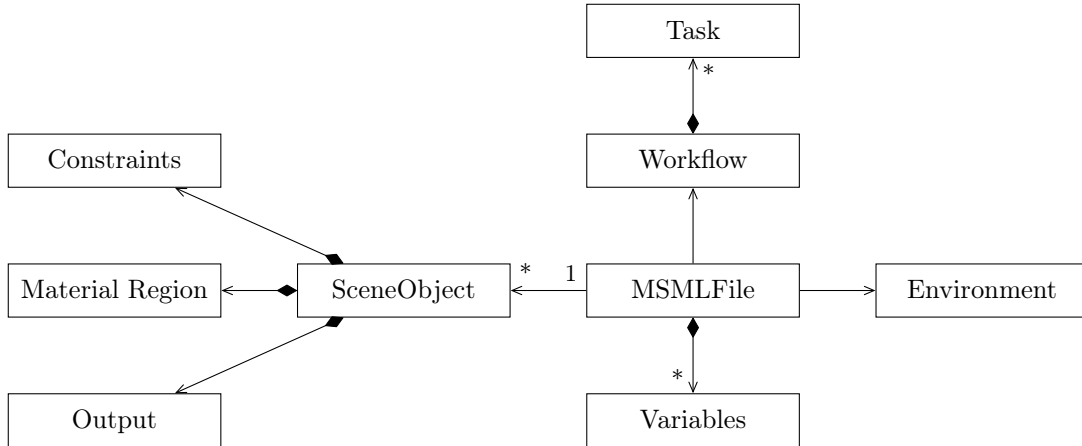 Task
*
Constraints
Workflow
Material Region
SceneObject
*
1
MSMLFile
Environment
*
Output
Variables